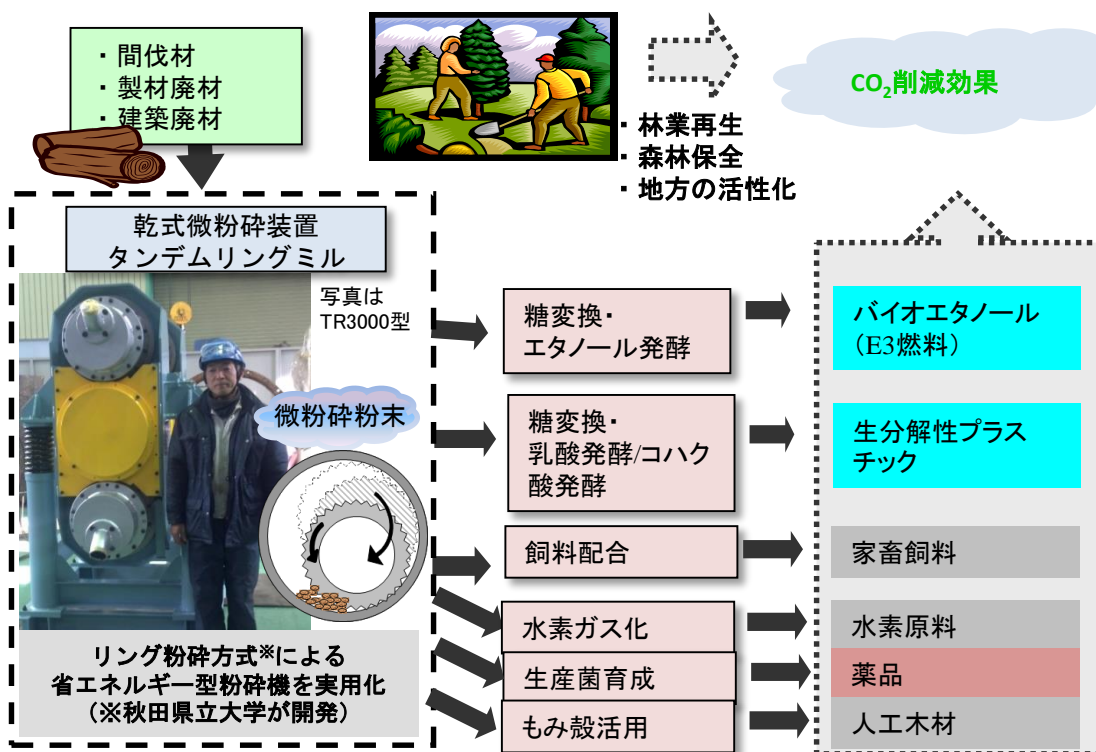 ・間伐材
・製材廃材
・建築廃材
・林業再生
・森林保全
・地方の活性化
CO₂削減効果
乾式微粉砕装置
タンデムリングミル
写真は
TR3000型
微粉砕粉末
リング粉砕方式※による
省エネルギー型粉砕機を実用化
(※秋田県立大学が開発)
糖変換・
エタノール発酵
バイオエタノール
(E3燃料)
糖変換・
乳酸発酵/コハク
酸発酵
生分解性プラス
チック
飼料配合
家畜飼料
水素ガス化
水素原料
生産菌育成
薬品
もみ殻活用
人工木材